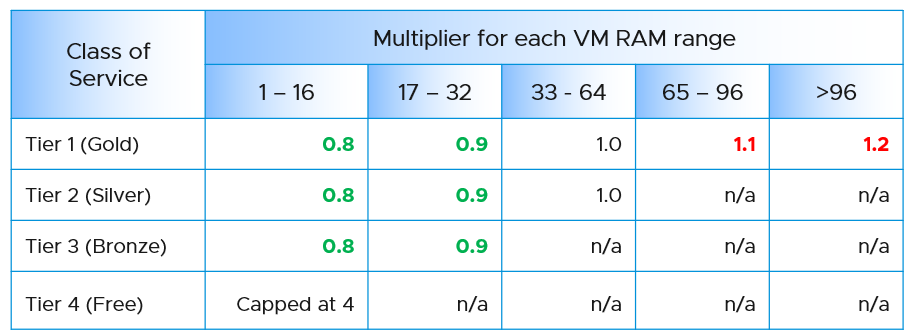 Class of
Service
Multiplier for each VM RAM range
1 – 16 17 – 32 33 - 64 65 – 96 >96
Tier 1 (Gold) 0.8 0.9 1.0 1.1 1.2
Tier 2 (Silver) 0.8 0.9 1.0 n/a n/a
Tier 3 (Bronze) 0.8 0.9 n/a n/a n/a
Tier 4 (Free) Capped at 4 n/a n/a n/a n/a